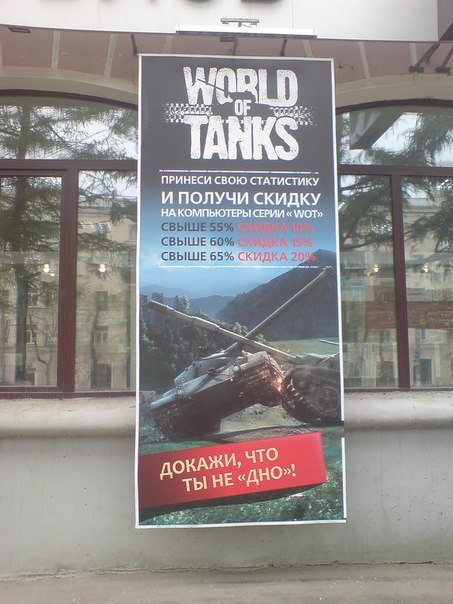 WORLD
OF
TANKS
ПРИНЕСИ СВОЮ СТАТИСТИКУ
И ПОЛУЧИ СКИДКУ
НА КОМПЬЮТЕРЫ СЕРИИ « WOT»
СВЫШЕ 55% СКИДКА 10%
СВЫШЕ 60% СКИДКА 15%
СВЫШЕ 65% СКИДКА 20%
ДОКАЖИ, ЧТО
ТЫ НЕ «ДНО»!